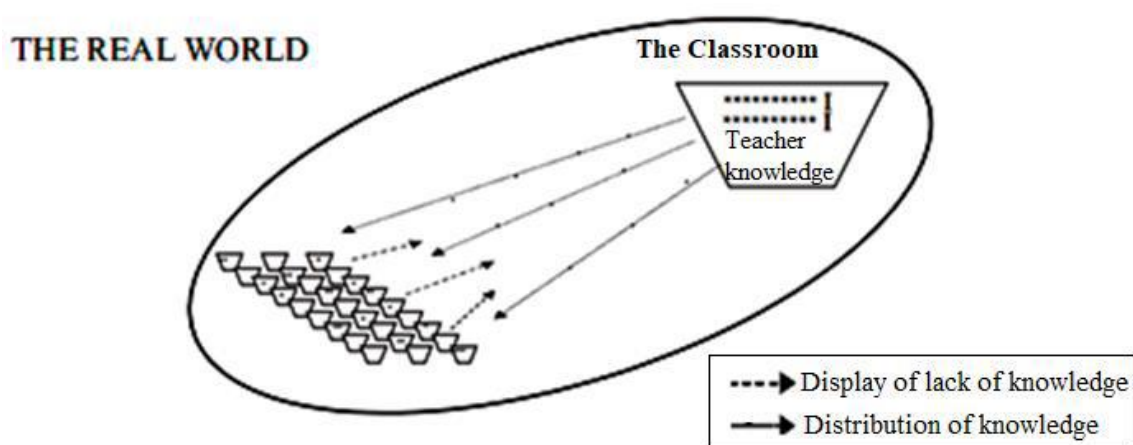 THE REAL WORLD
The Classroom
Teacher
knowledge
Display of lack of knowledge
Distribution of knowledge